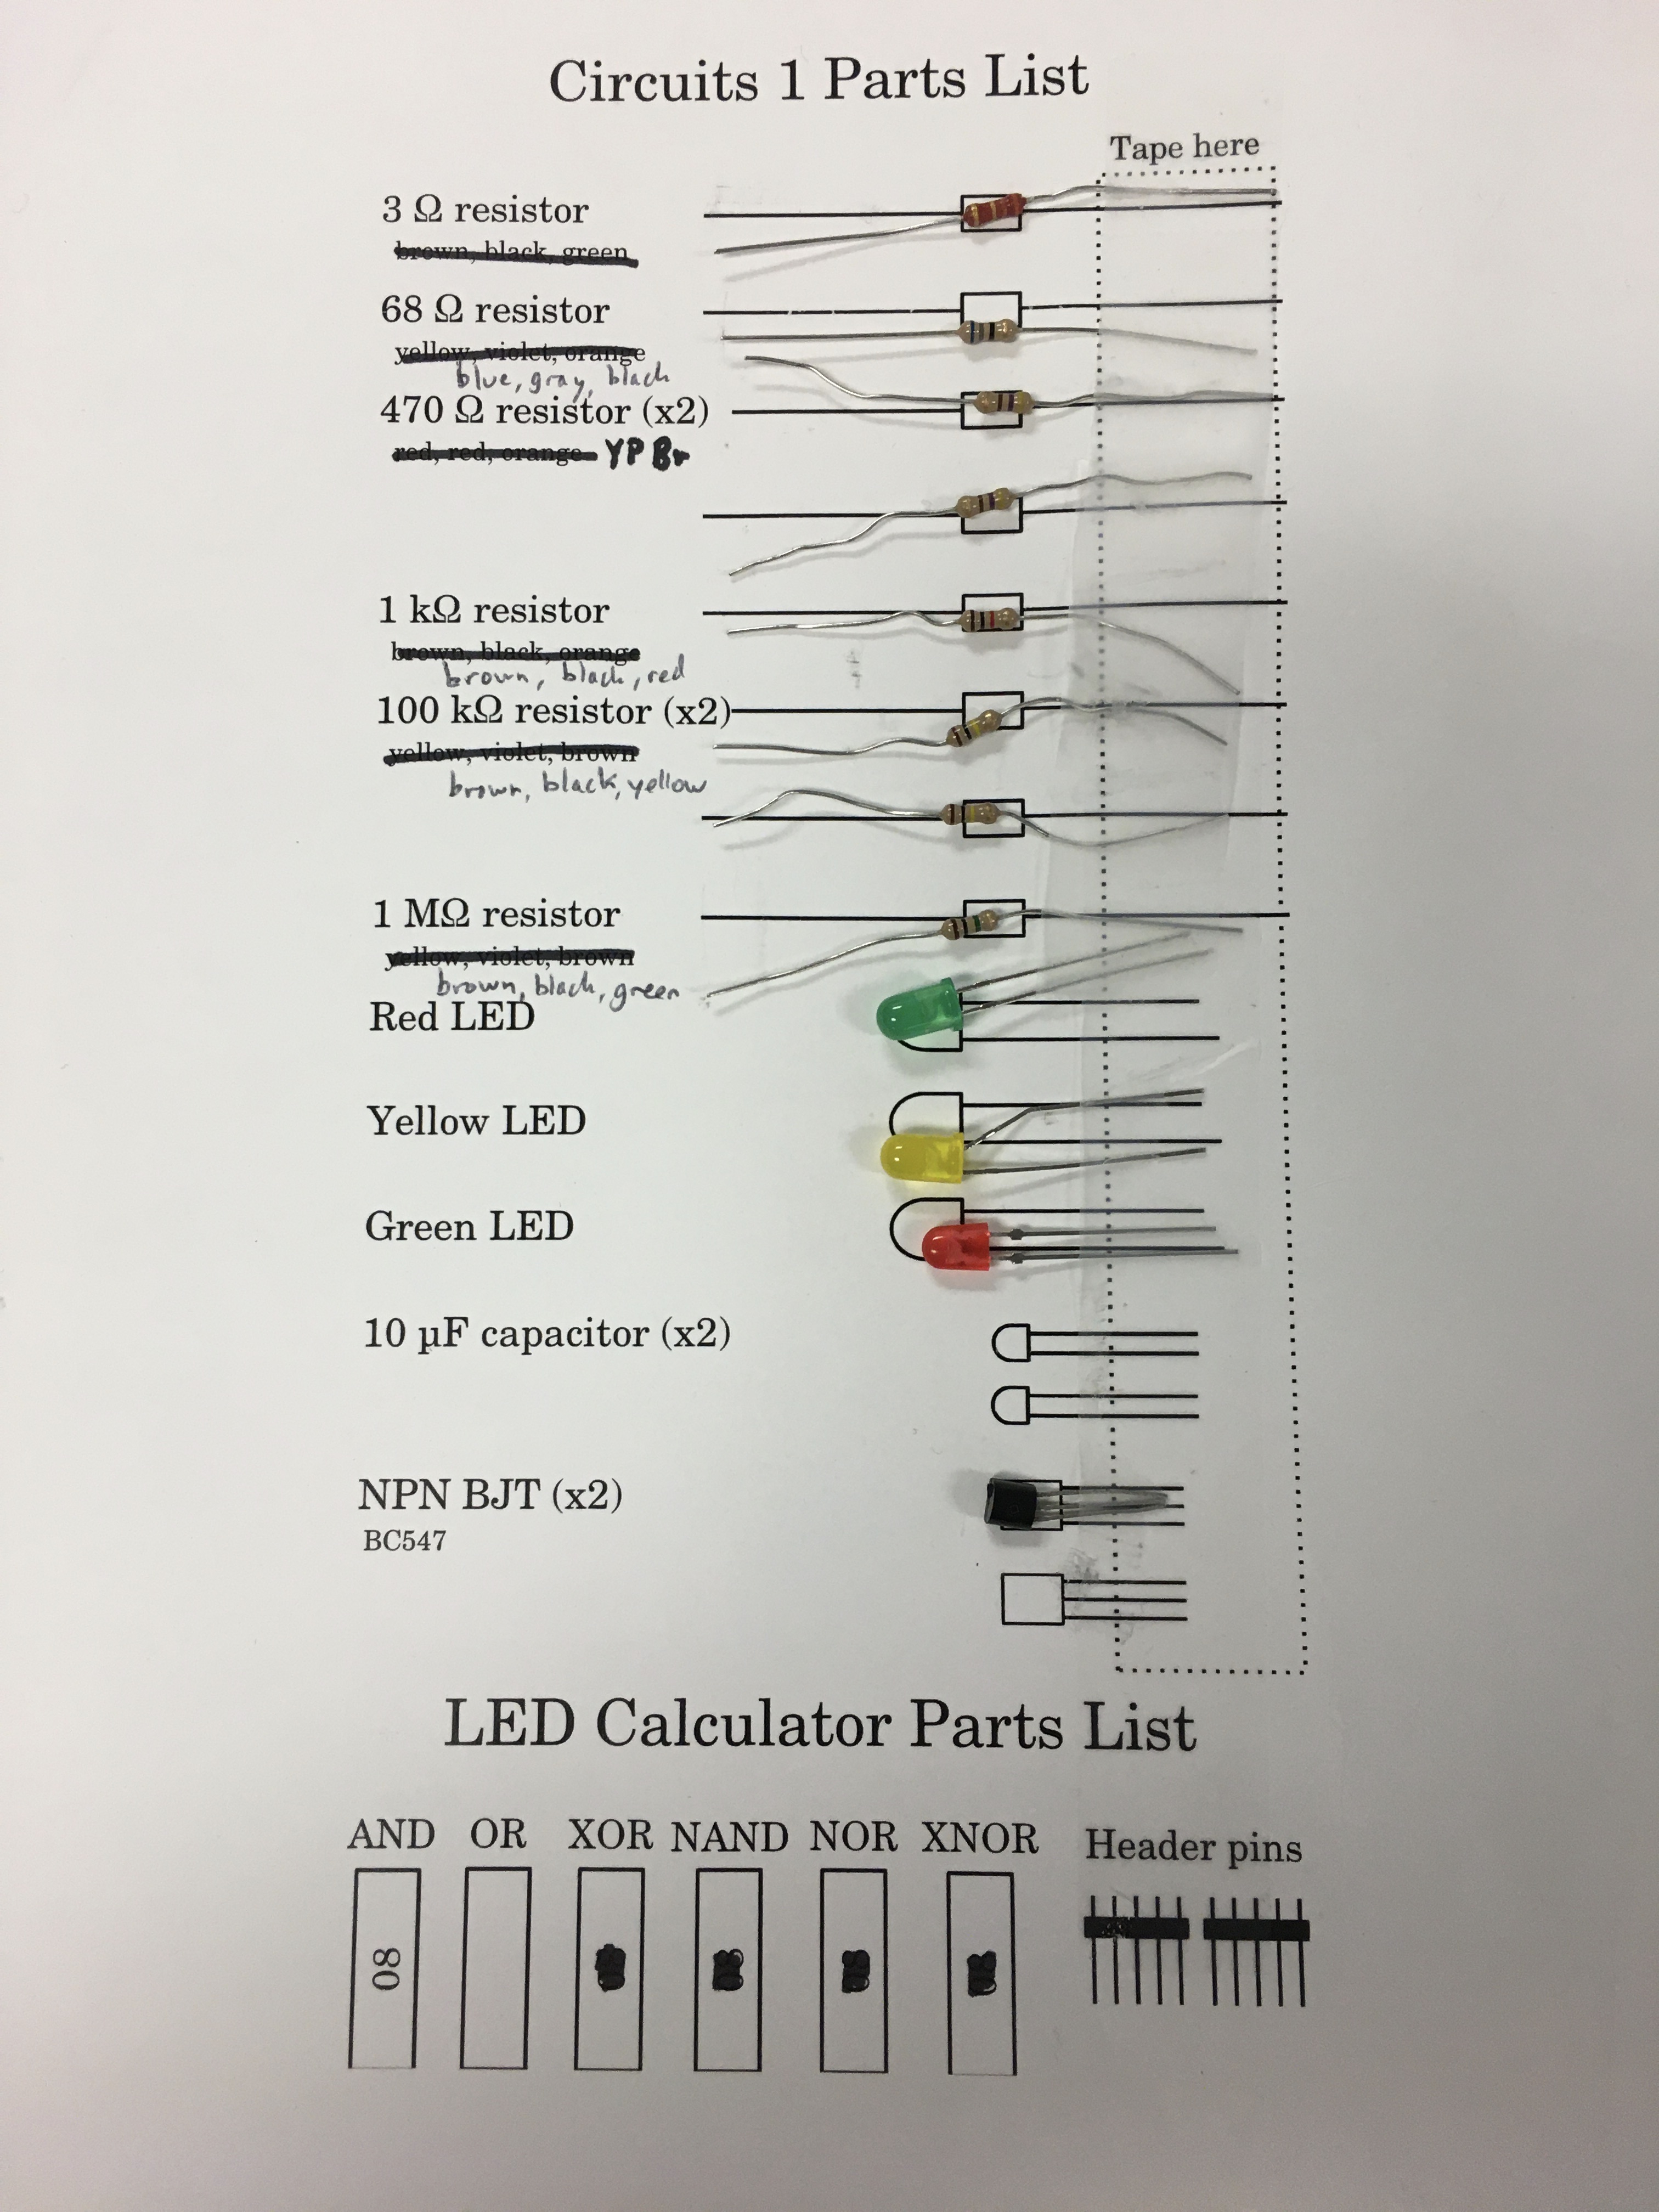 Circuits 1 Parts List
Tape here
3 Ω resistor
brown, black, green
68 Ω resistor
yellow, violet, orange
blue, gray, black
470 Ω resistor (x2)
red, red, orange YP Br
1 kΩ resistor
brown, black, orange
brown, black, red
100 kΩ resistor (x2)
yellow, violet, brown
brown, black, yellow
1 MΩ resistor
yellow, violet, brown
brown, black, green
Red LED
Yellow LED
Green LED
10 µF capacitor (x2)
NPN BJT (x2)
BC547
LED Calculator Parts List
AND OR XOR NAND NOR XNOR Header pins
08